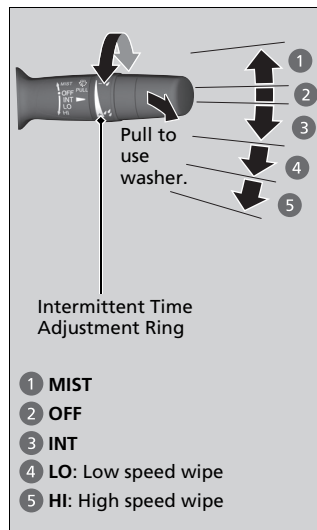 MIST
OFF
INT
LO
HI
PULL
1
2
3
4
5
Pull to
use
washer.
Intermittent Time
Adjustment Ring
1 MIST
2 OFF
3 INT
4 LO: Low speed wipe
5 HI: High speed wipe